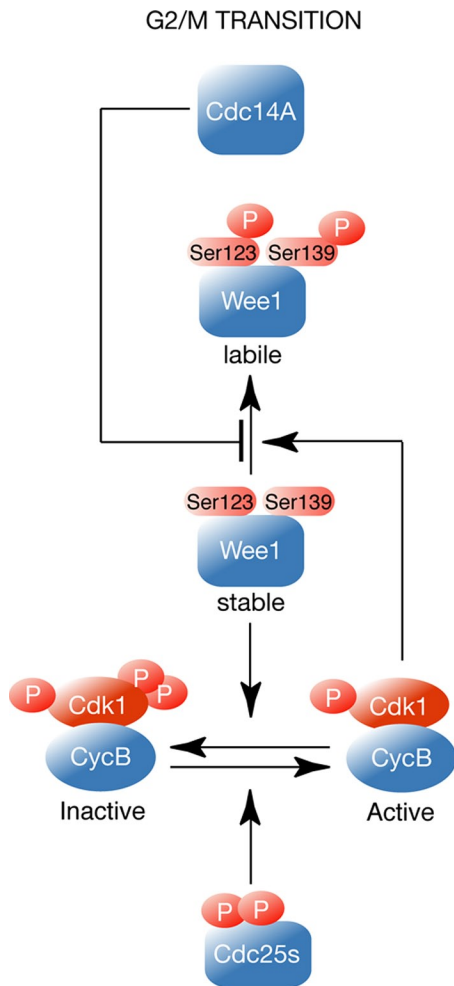 G2/M TRANSITION
Cdc14A
P
P
Ser123 Ser139
Wee1
labile
Ser123 Ser139
Wee1
stable
P
P
P
Cdk1
CycB
Inactive
P
Cdk1
CycB
Active
P P
Cdc25s